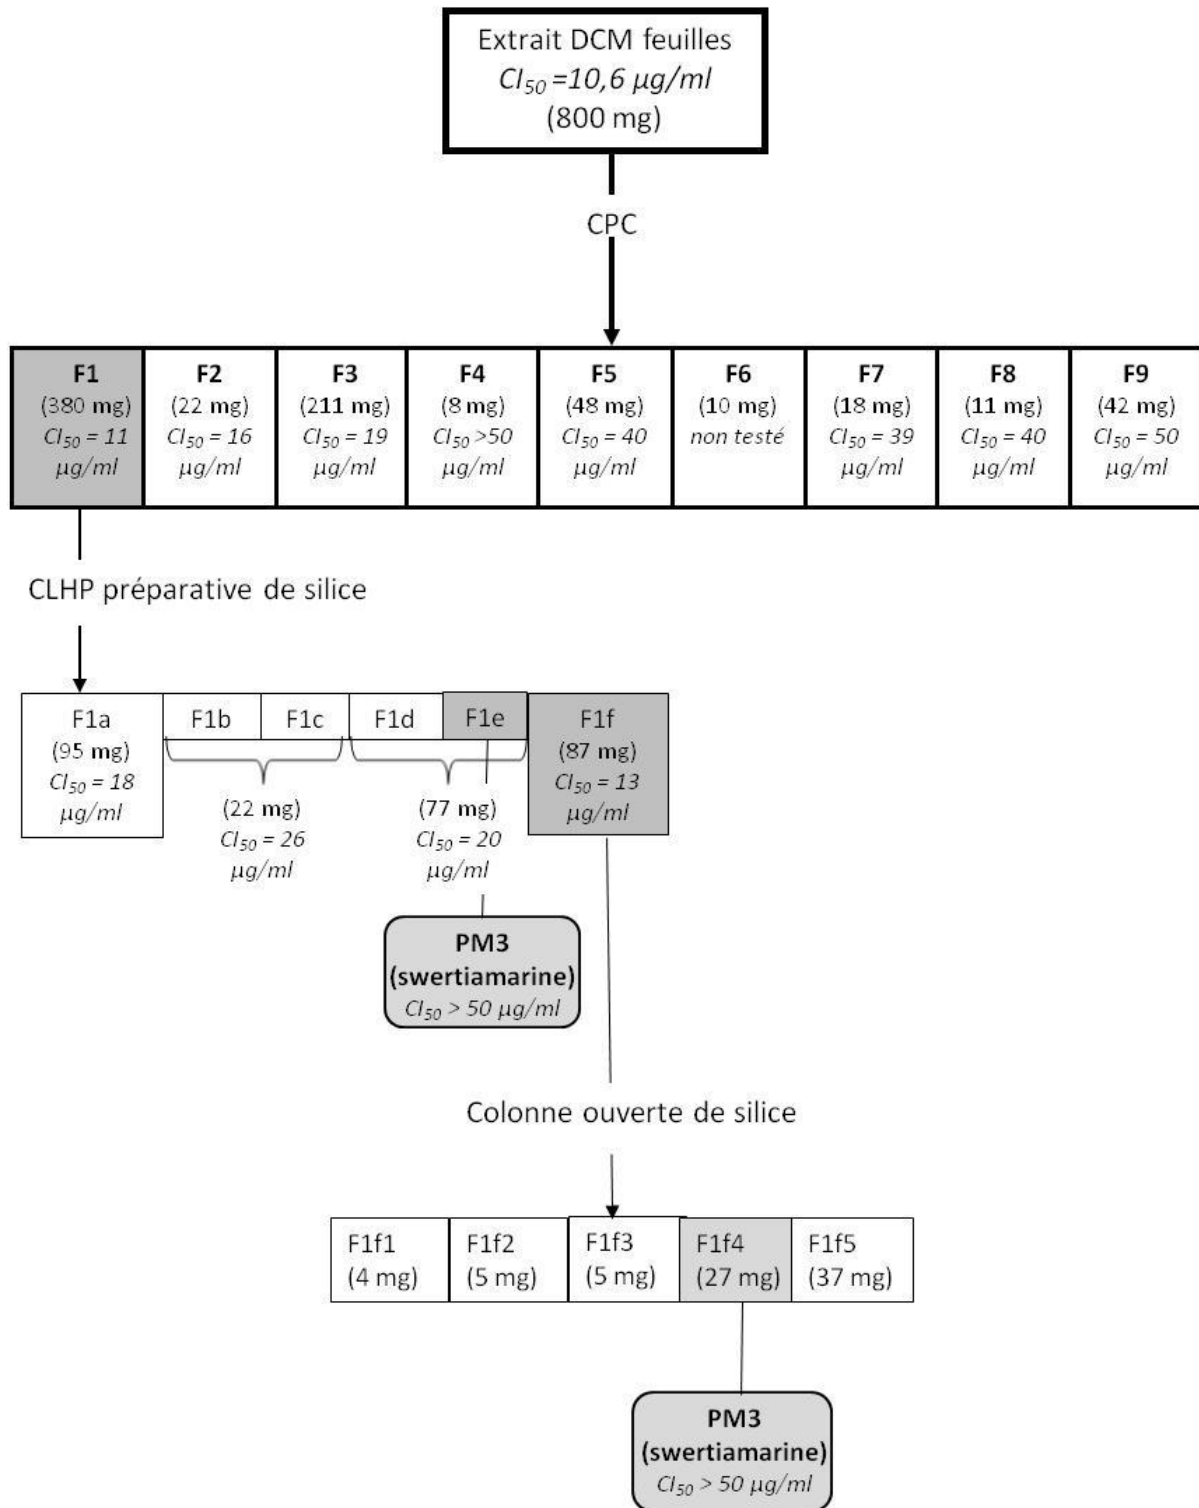 Extrait DCM feuilles
CI50 =10,6 µg/ml
(800 mg)
CPC
F1
(380 mg)
CI50 = 11
µg/ml
F2
(22 mg)
CI50 = 16
µg/ml
F3
(211 mg)
CI50 = 19
µg/ml
F4
(8 mg)
CI50 >50
µg/ml
F5
(48 mg)
CI50 = 40
µg/ml
F6
(10 mg)
non testé
F7
(18 mg)
CI50 = 39
µg/ml
F8
(11 mg)
CI50 = 40
µg/ml
F9
(42 mg)
CI50 = 50
µg/ml
CLHP préparative de silice
F1a
(95 mg)
CI50 = 18
µg/ml
F1b
F1c
(22 mg)
CI50 = 26
µg/ml
F1d
F1e
(77 mg)
CI50 = 20
µg/ml
F1f
(87 mg)
CI50 = 13
µg/ml
PM3
(swertiamarine)
CI50 > 50 µg/ml
Colonne ouverte de silice
F1f1
(4 mg)
F1f2
(5 mg)
F1f3
(5 mg)
F1f4
(27 mg)
F1f5
(37 mg)
PM3
(swertiamarine)
CI50 > 50 µg/ml